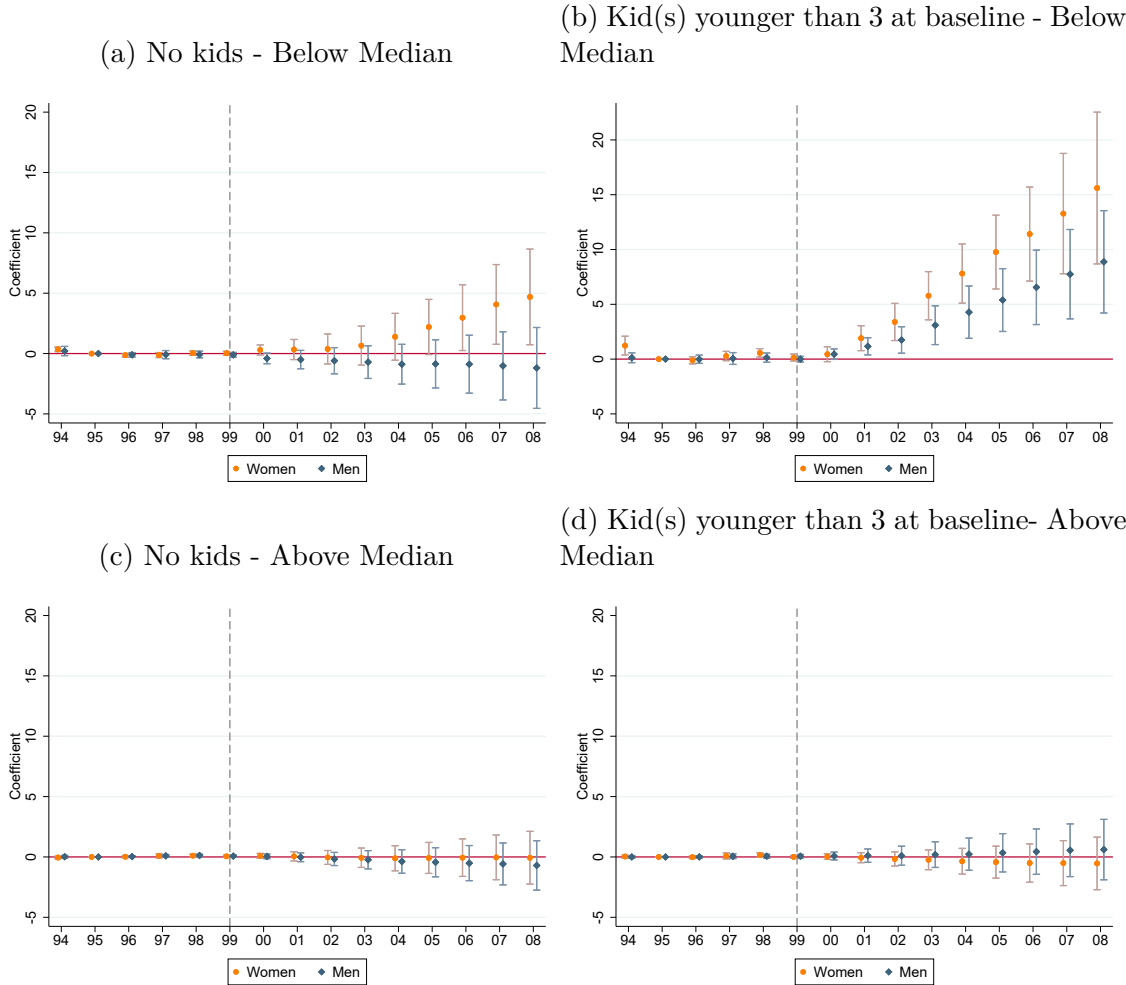 (a) No kids - Below Median
(b) Kid(s) younger than 3 at baseline - Below
Median
Coefficient
20
15
10
5
0
-5
94 95 96 97 98 99 00 01 02 03 04 05 06 07 08
Women Men
Coefficient
20
15
10
5
0
-5
94 95 96 97 98 99 00 01 02 03 04 05 06 07 08
Women Men
(c) No kids - Above Median
(d) Kid(s) younger than 3 at baseline- Above
Median
Coefficient
20
15
10
5
0
-5
94 95 96 97 98 99 00 01 02 03 04 05 06 07 08
Women Men
Coefficient
20
15
10
5
0
-5
94 95 96 97 98 99 00 01 02 03 04 05 06 07 08
Women Men